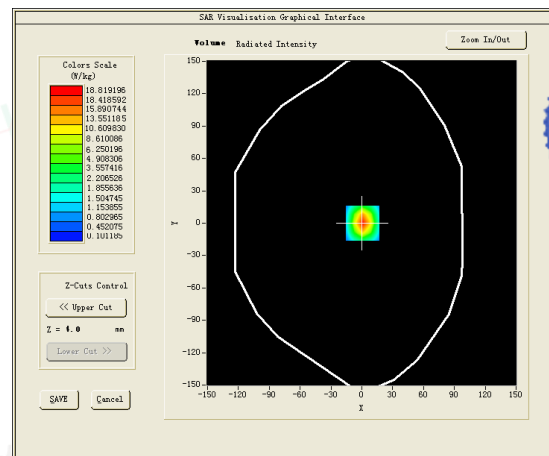 SAR Visualisation Graphical Interface
Volume Radiated Intensity
Zoom In/Out
Colors Scale
(W/kg)
18.819196
18.418592
15.890744
13.551185
10.609830
8.610086
6.250196
4.908306
3.557416
2.206526
1.855636
1.504745
1.153855
0.802965
0.452075
0.101185
Z-Cuts Control
<< Upper Cut
Z = 4.0 mm
Lower Cut >>
SAVE
Cancel
150
120
90
60
30
0
-30
-60
-90
-120
-150
Y
-150 -120 -90 -60 -30 0 30 60 90 120 150
X